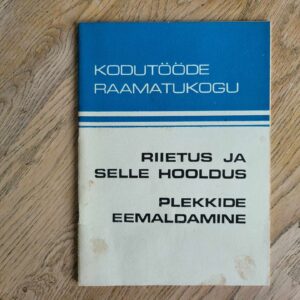 KODUTÖÖDE
RAAMATUKOGU
RIIETUS JA
SELLE HOOLDUS
PLEKKIDE
EEMALDAMINE